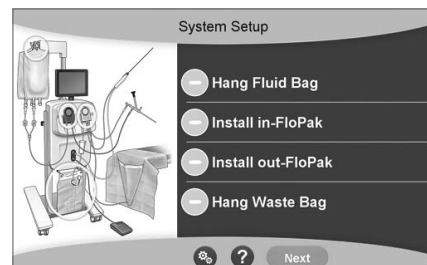 System Setup
Hang Fluid Bag
Install in-FloPak
Install out-FloPak
Hang Waste Bag
?
Next